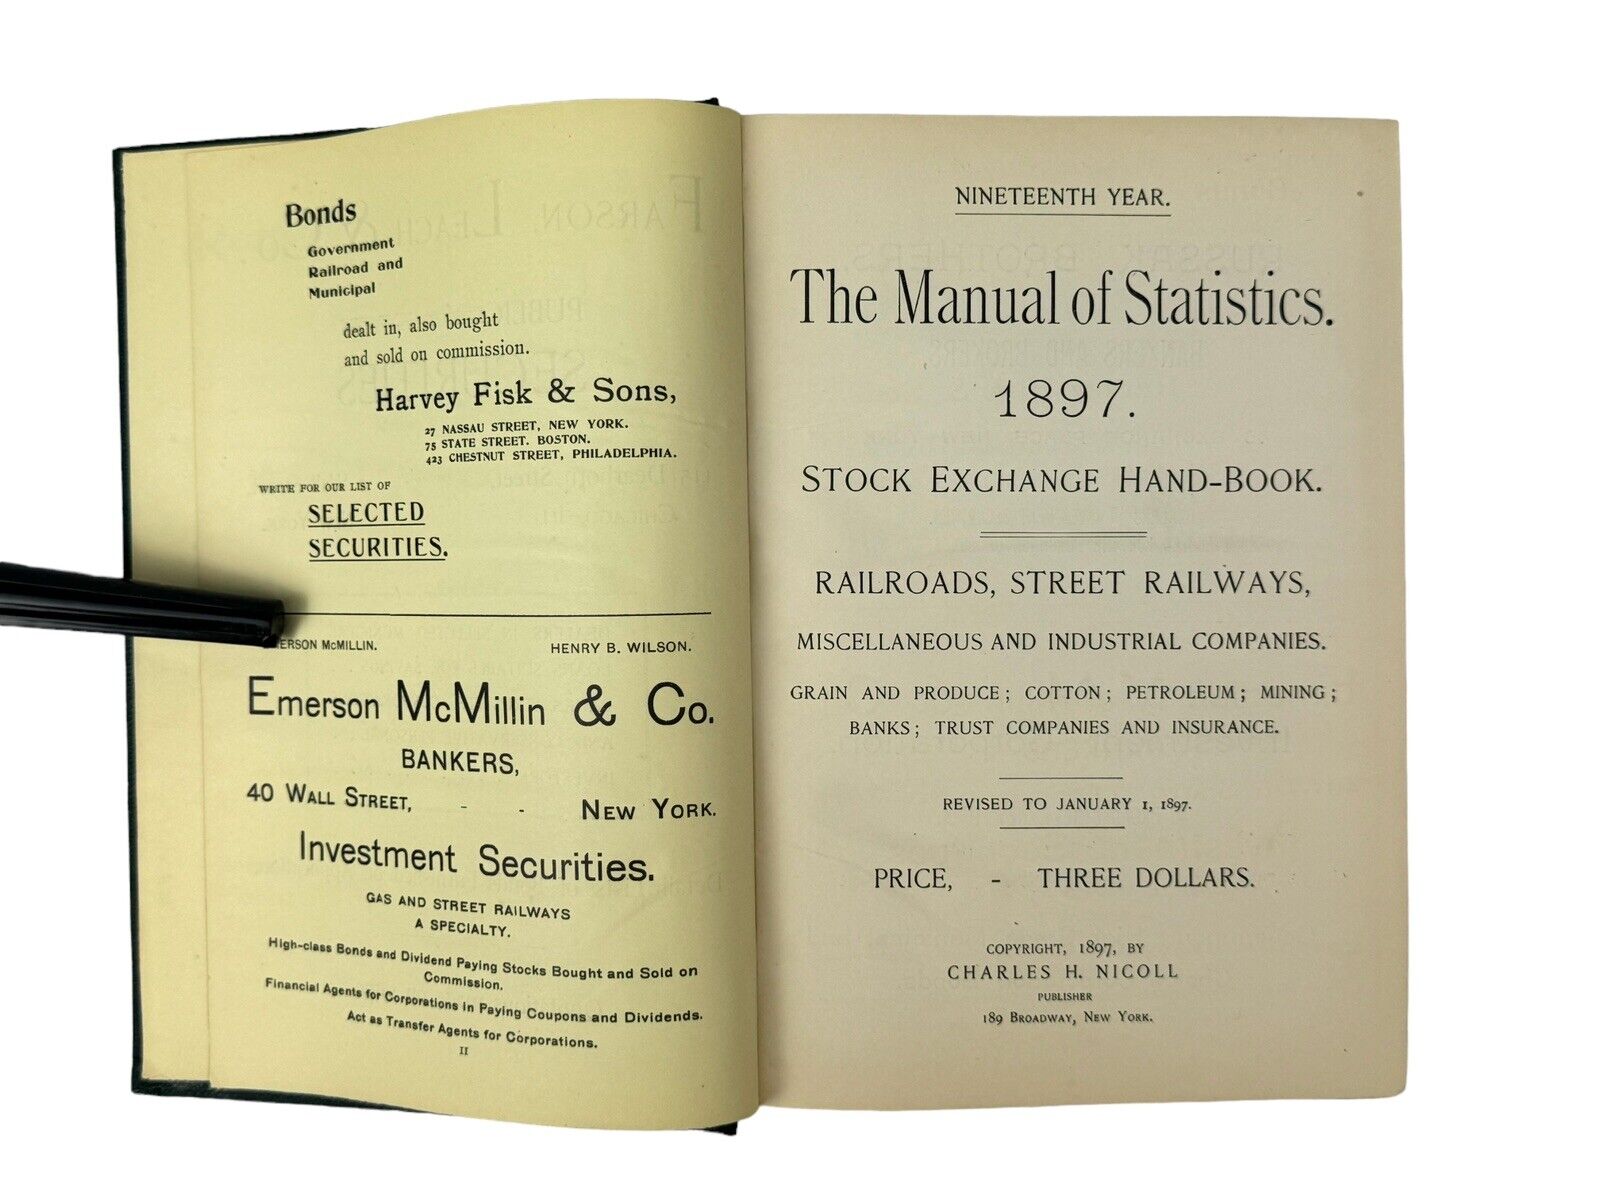 Bonds
Government
Railroad and
Municipal
dealt in, also bought
and sold on commission.
Harvey Fisk & Sons,
27 NASSAU STREET, NEW YORK.
75 STATE STREET. BOSTON.
423 CHESTNUT STREET, PHILADELPHIA.
WRITE FOR OUR LIST OF
SELECTED
SECURITIES.
McMILLIN. HENRY B. WILSON.
Emerson McMillin & Co.
BANKERS,
40 WALL STREET, - - NEW YORK.
Investment Securities.
GAS AND STREET RAILWAYS
A SPECIALTY.
High-class Bonds and Dividend Paying Stocks Bought and Sold on
Commission.
Financial Agents for Corporations in Paying Coupons and Dividends.
Act as Transfer Agents for Corporations.
II
NINETEENTH YEAR.
The Manual of Statistics.
1897.
STOCK EXCHANGE HAND-BOOK.
RAILROADS, STREET RAILWAYS,
MISCELLANEOUS AND INDUSTRIAL COMPANIES.
GRAIN AND PRODUCE; COTTON; PETROLEUM; MINING;
BANKS; TRUST COMPANIES AND INSURANCE.
REVISED TO JANUARY 1, 1897.
PRICE, - THREE DOLLARS.
COPYRIGHT, 1897, BY
CHARLES H. NICOLL
PUBLISHER
189 BROADWAY, NEW YORK.